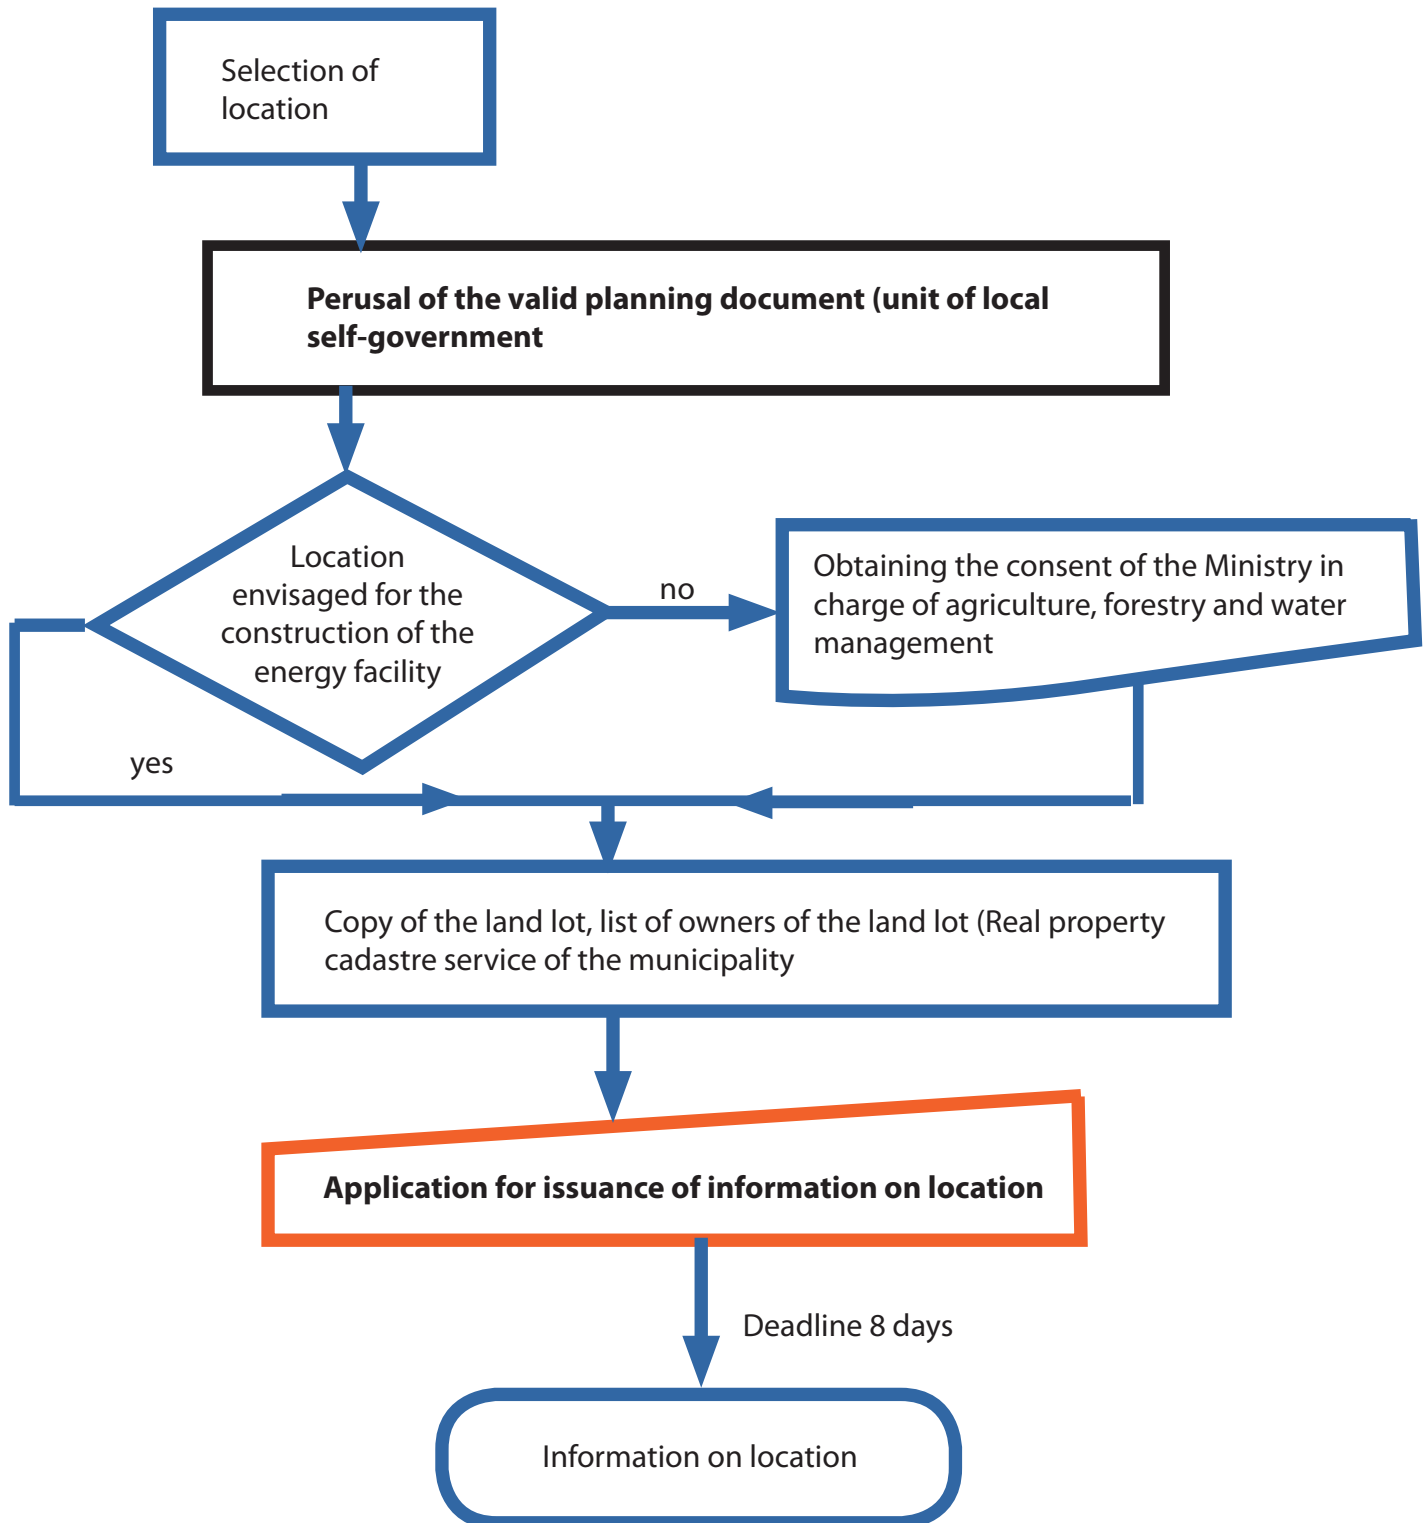 Selection of
location
Perusal of the valid planning document (unit of local
self-government
Location
envisaged for the
construction of the
energy facility
no
Obtaining the consent of the Ministry in
charge of agriculture, forestry and water
management
yes
Copy of the land lot, list of owners of the land lot (Real property
cadastre service of the municipality
Application for issuance of information on location
Deadline 8 days
Information on location